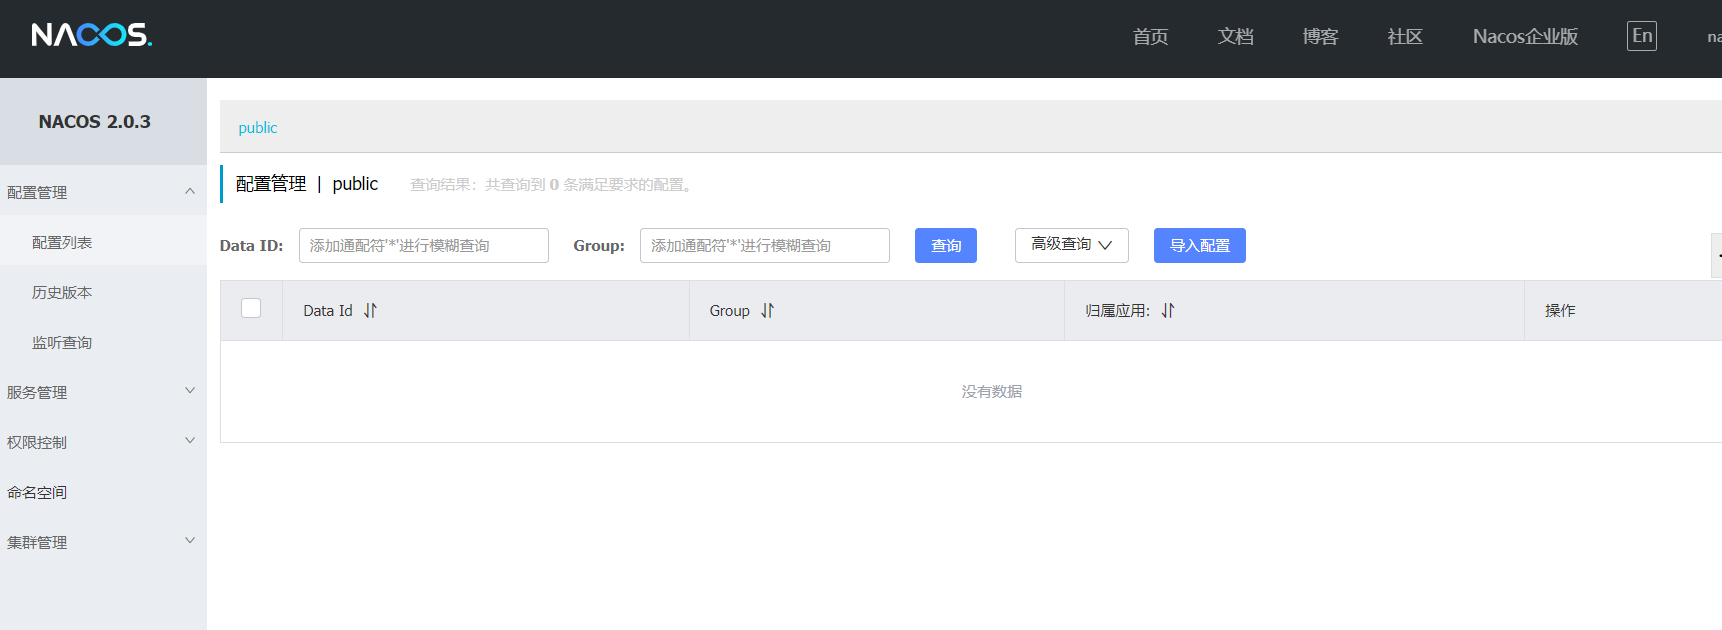 NACOS.
首页 文档 博客 社区 Nacos企业版 En na
NACOS 2.0.3
配置管理
配置列表
历史版本
监听查询
服务管理
权限控制
命名空间
集群管理
public
配置管理 | public 查询结果：共查询到 0 条满足要求的配置。
Data ID: 添加通配符'*'进行模糊查询 Group: 添加通配符'*'进行模糊查询 查询 高级查询 导入配置
Data Id Group 归属应用: 操作
没有数据